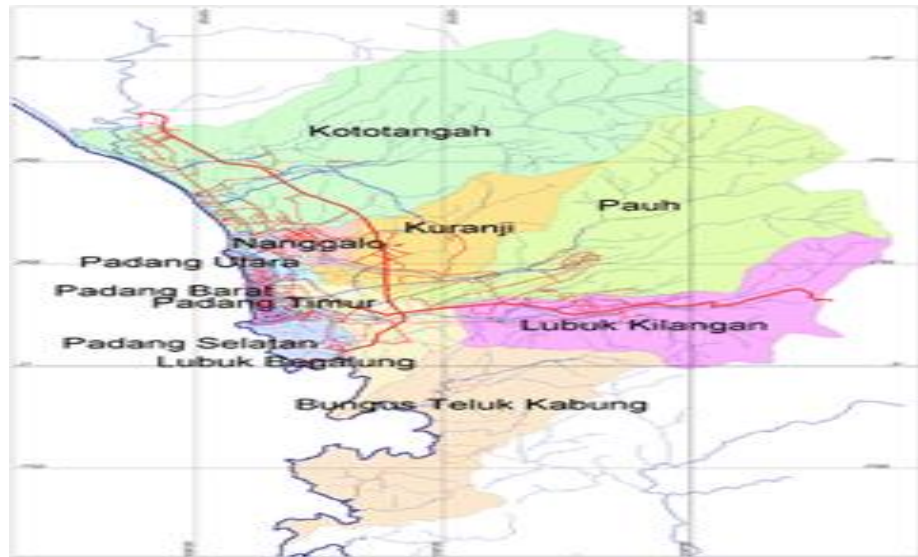 Kototangah
Pauh
Kuranji
Nanggalo
Padang Utara
Padang Barat
Padang Timur
Lubuk Kilangan
Padang Selatan
Lubuk Begalung
Bungus Teluk Kabung